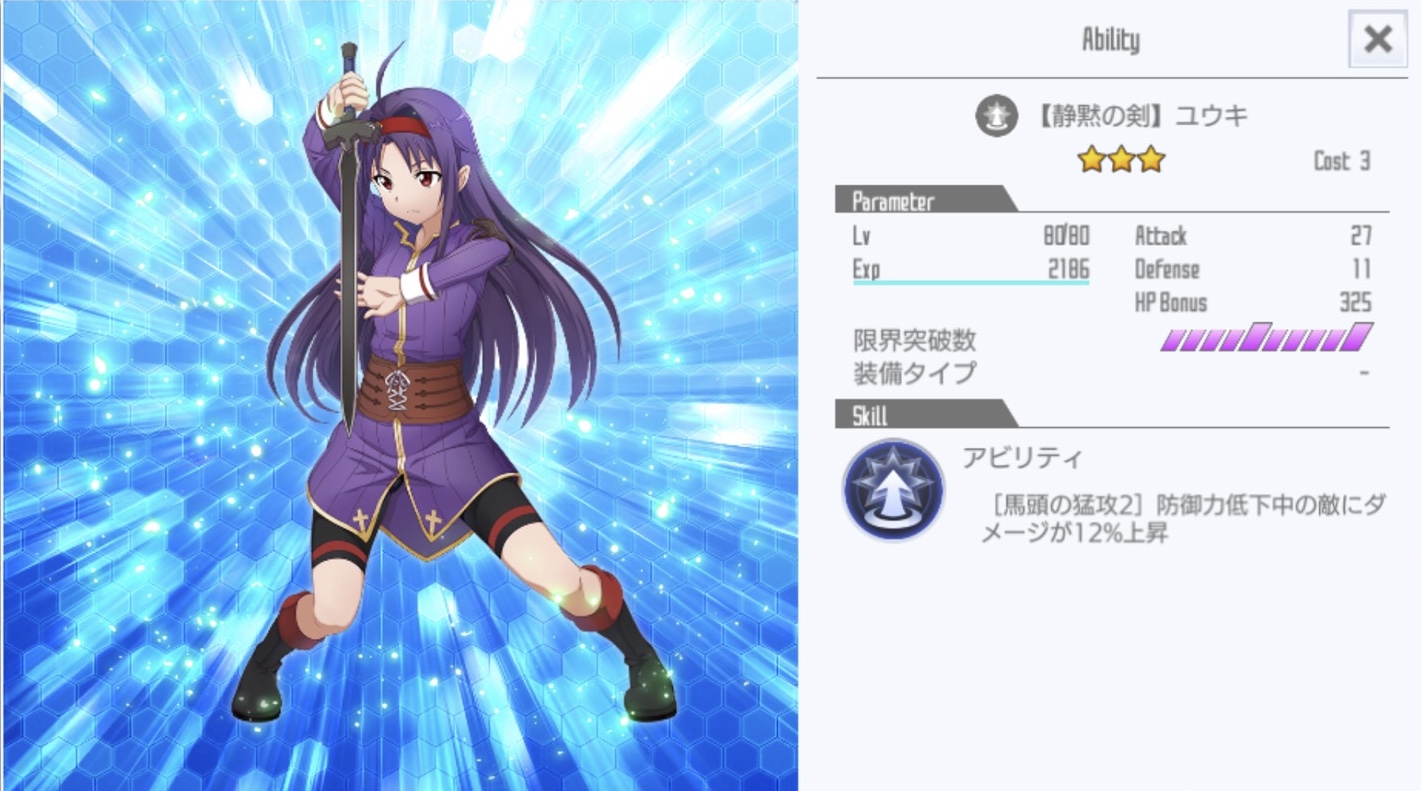 Ability
【静黙の剣】ユウキ
Cost 3
Parameter
Lv 80/80
Attack 27
Exp 2186
Defense 11
HP Bonus 325
限界突破数
装備タイプ -
Skill
アビリティ
［馬頭の猛攻2］防御力低下中の敵にダ
メージが12%上昇